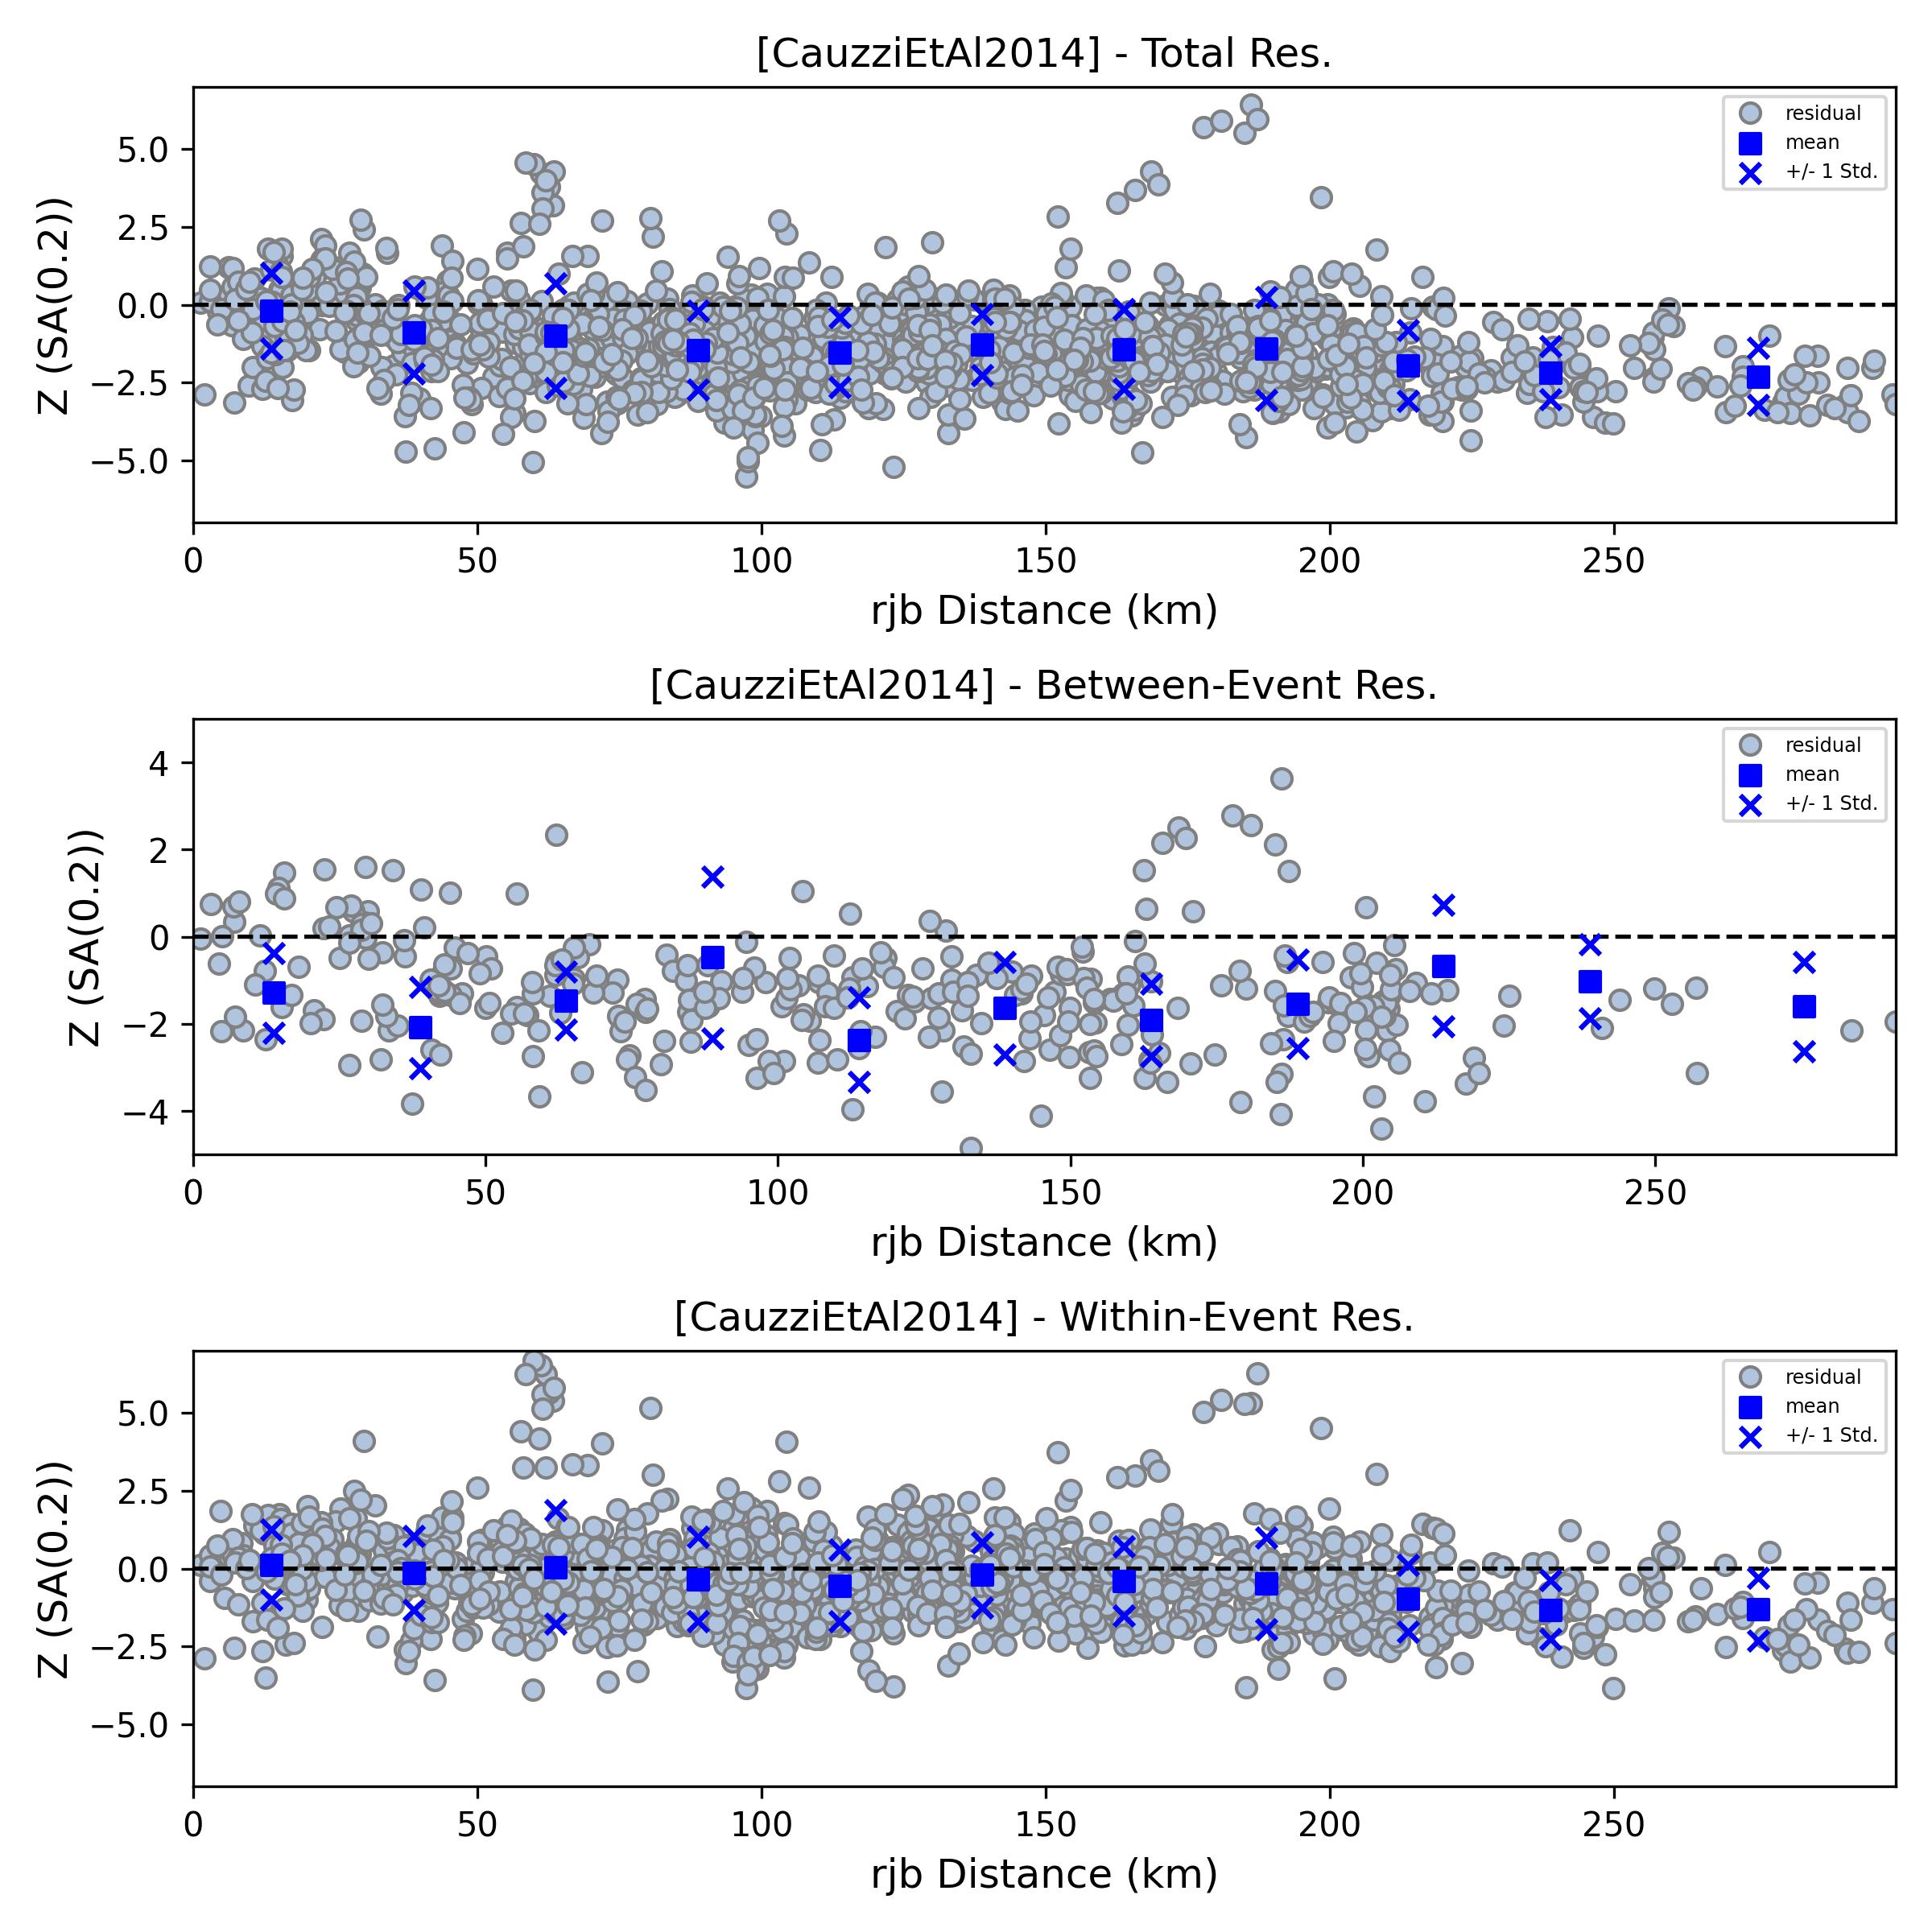 [CauzziEtAl2014] - Total Res.
5.0
2.5
0.0
−2.5
−5.0
Z (SA(0.2))
residual
mean
+/- 1 Std.
0 50 100 150 200 250
rjb Distance (km)
[CauzziEtAl2014] - Between-Event Res.
4
2
0
−2
−4
Z (SA(0.2))
residual
mean
+/- 1 Std.
0 50 100 150 200 250
rjb Distance (km)
[CauzziEtAl2014] - Within-Event Res.
5.0
2.5
0.0
−2.5
−5.0
Z (SA(0.2))
residual
mean
+/- 1 Std.
0 50 100 150 200 250
rjb Distance (km)